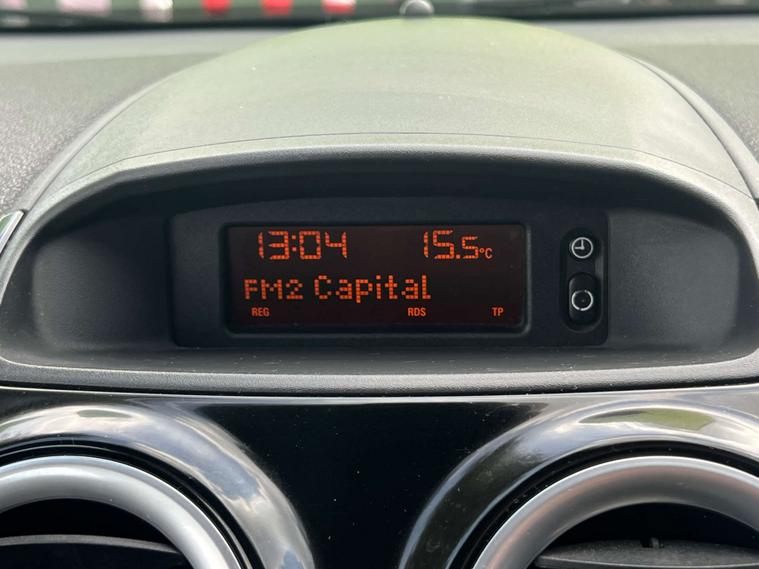 13:04 15.5°C
FM2 Capital
REG RDS TP